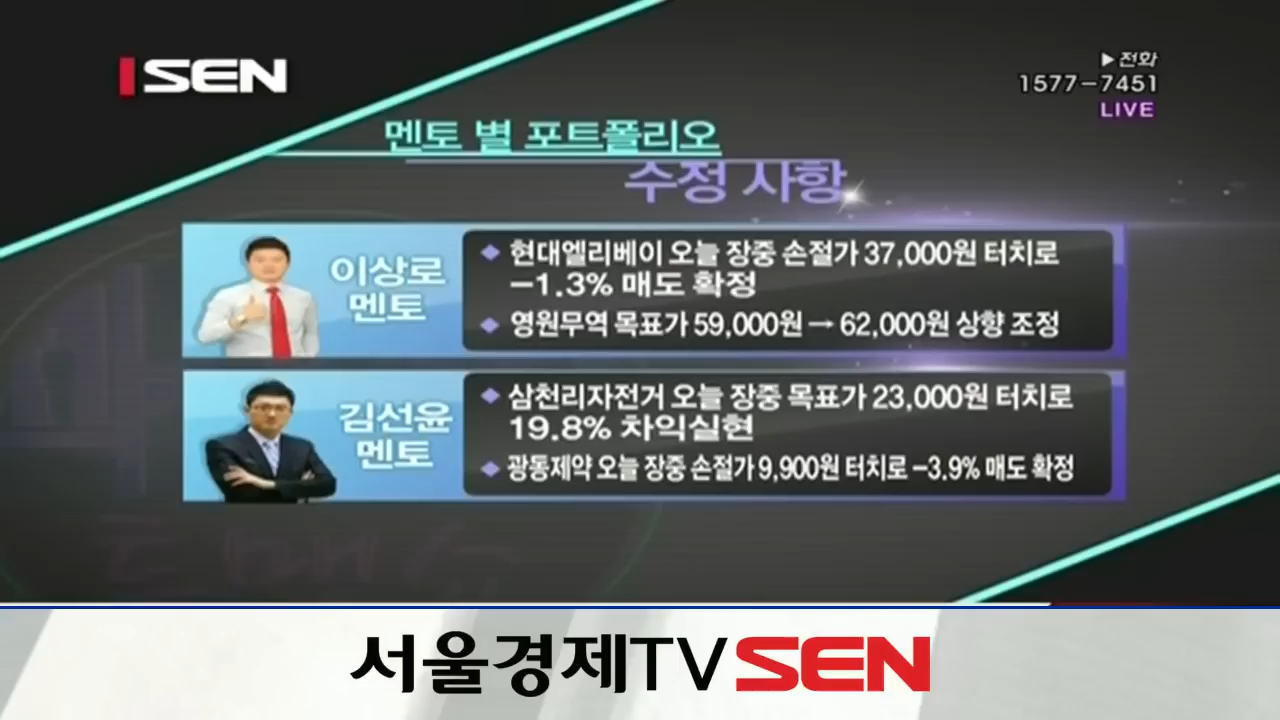 SEN
▶전화
1577-7451
LIVE
멘토 별 포트폴리오
수정 사항
이상로
멘토
◆ 현대엘리베이 오늘 장중 손절가 37,000원 터치로
-1.3% 매도 확정
◆ 영원무역 목표가 59,000원 → 62,000원 상향 조정
김선윤
멘토
◆ 삼천리자전거 오늘 장중 목표가 23,000원 터치로
19.8% 차익실현
◆ 광동제약 오늘 장중 손절가 9,900원 터치로 -3.9% 매도 확정
서울경제TV SEN